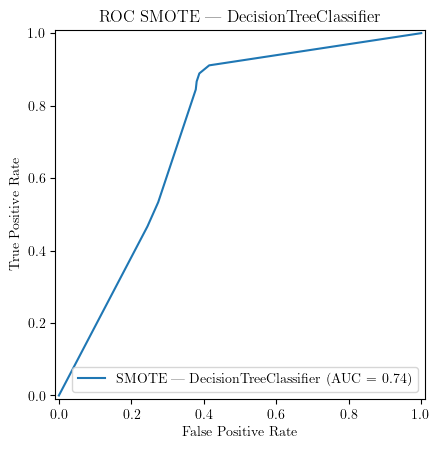 ROC SMOTE — DecisionTreeClassifier
1.0
0.8
0.6
0.4
0.2
0.0
True Positive Rate
SMOTE — DecisionTreeClassifier (AUC = 0.74)
0.0 0.2 0.4 0.6 0.8 1.0
False Positive Rate